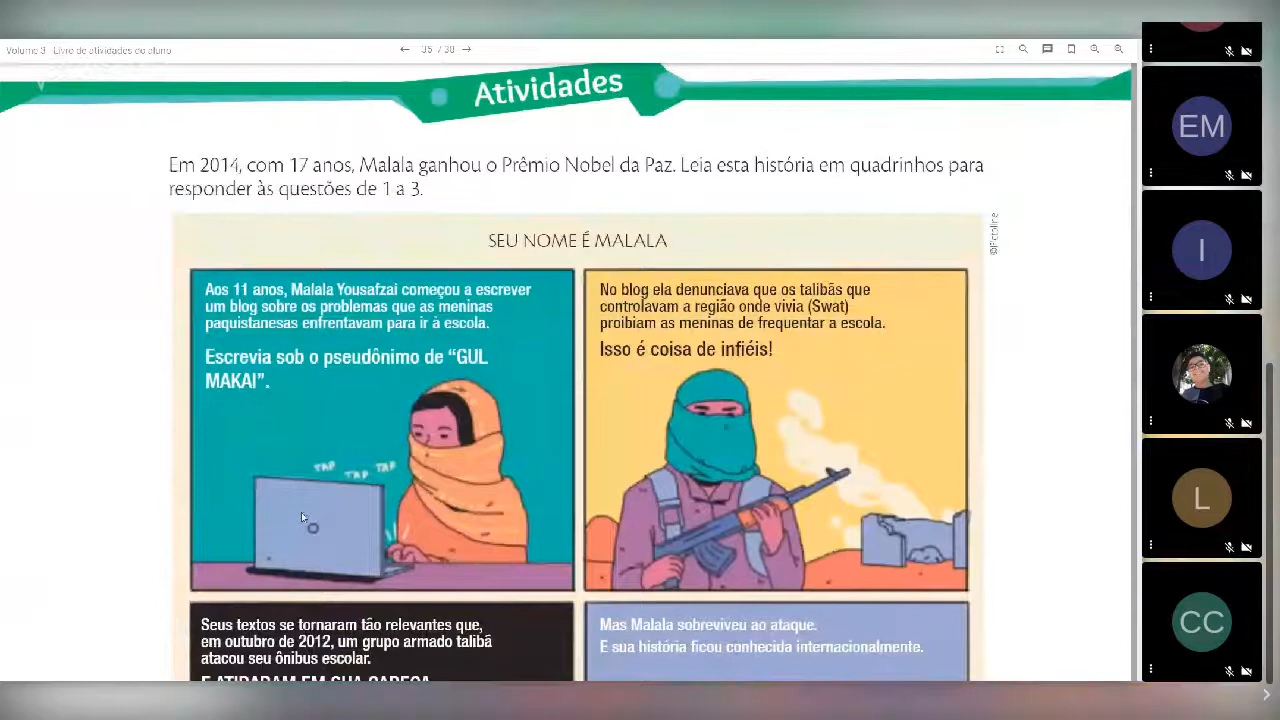 Volume 3 Livro de atividades do aluno
35 / 38
Atividades
Em 2014, com 17 anos, Malala ganhou o Prêmio Nobel da Paz. Leia esta história em quadrinhos para
responder às questões de 1 a 3.
©Pictoline
SEU NOME É MALALA
Aos 11 anos, Malala Yousafzai começou a escrever
um blog sobre os problemas que as meninas
paquistanesas enfrentavam para ir à escola.
Escrevia sob o pseudônimo de “GUL
MAKAI”.
TAP TAP TAP
No blog ela denunciava que os talibãs que
controlavam a região onde vivia (Swat)
proibiam as meninas de frequentar a escola.
Isso é coisa de infiéis!
Seus textos se tornaram tão relevantes que,
em outubro de 2012, um grupo armado talibã
atacou seu ônibus escolar.
E ATIRARAM EM SUA CABEÇA
Mas Malala sobreviveu ao ataque.
E sua história ficou conhecida internacionalmente.
EM
I
L
CC